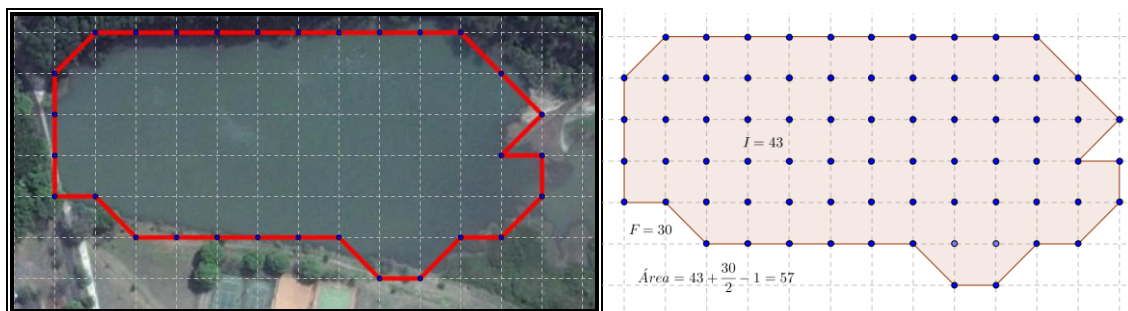 I = 43
F = 30
Área = 43 + 30/2 − 1 = 57